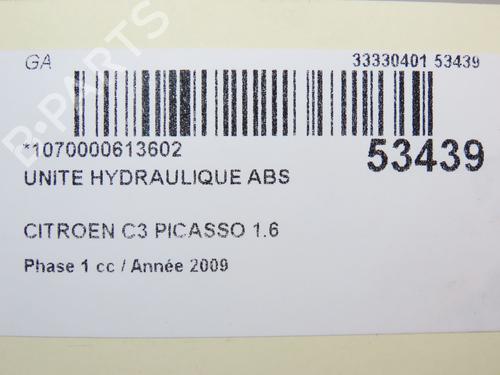 GA 33330401 53439
*1070000613602 53439
UNITE HYDRAULIQUE ABS
CITROEN C3 PICASSO 1.6
Phase 1 cc / Année 2009
B-PARTS